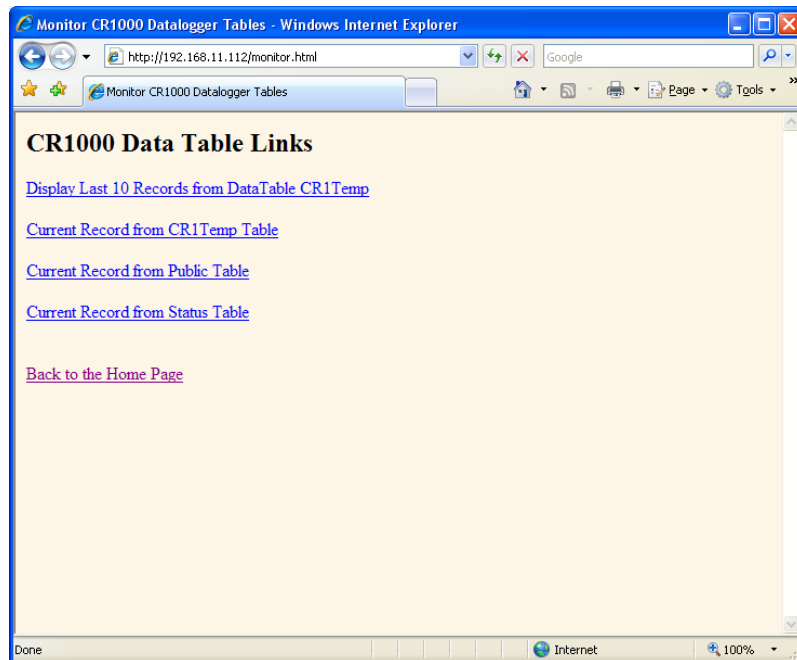 Monitor CR1000 Datalogger Tables - Windows Internet Explorer
http://192.168.11.112/monitor.html
Google
Monitor CR1000 Datalogger Tables
Page
Tools
»
CR1000 Data Table Links
Display Last 10 Records from DataTable CR1Temp
Current Record from CR1Temp Table
Current Record from Public Table
Current Record from Status Table
Back to the Home Page
Done
Internet
100%